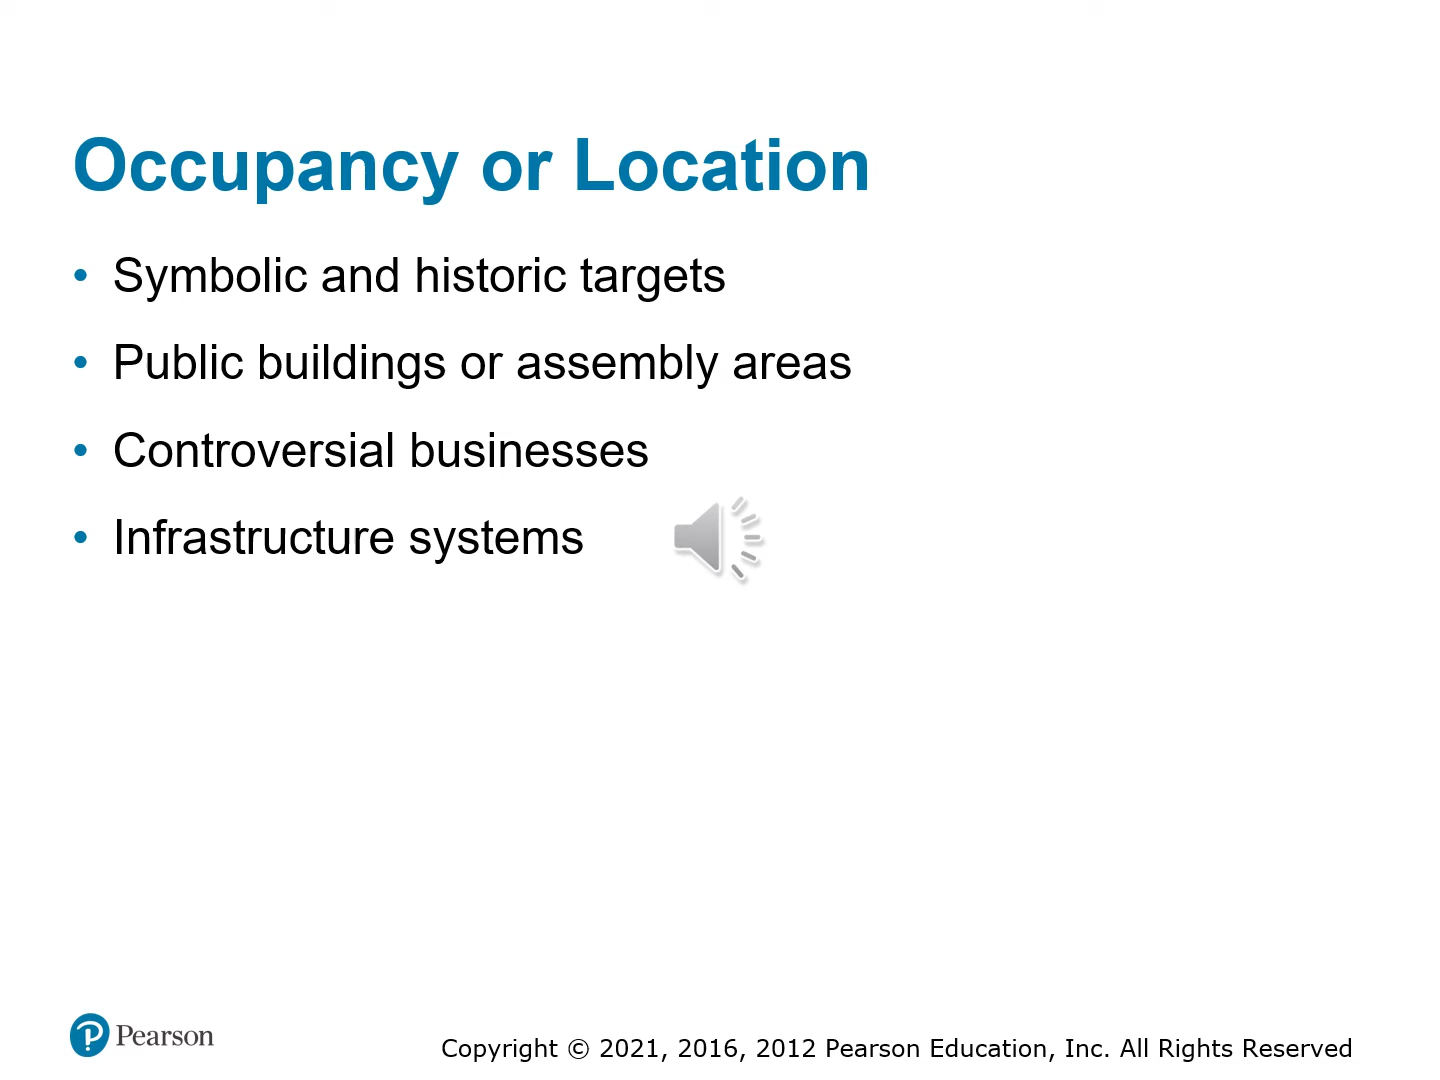 Occupancy or Location
• Symbolic and historic targets
• Public buildings or assembly areas
• Controversial businesses
• Infrastructure systems
Pearson
Copyright © 2021, 2016, 2012 Pearson Education, Inc. All Rights Reserved